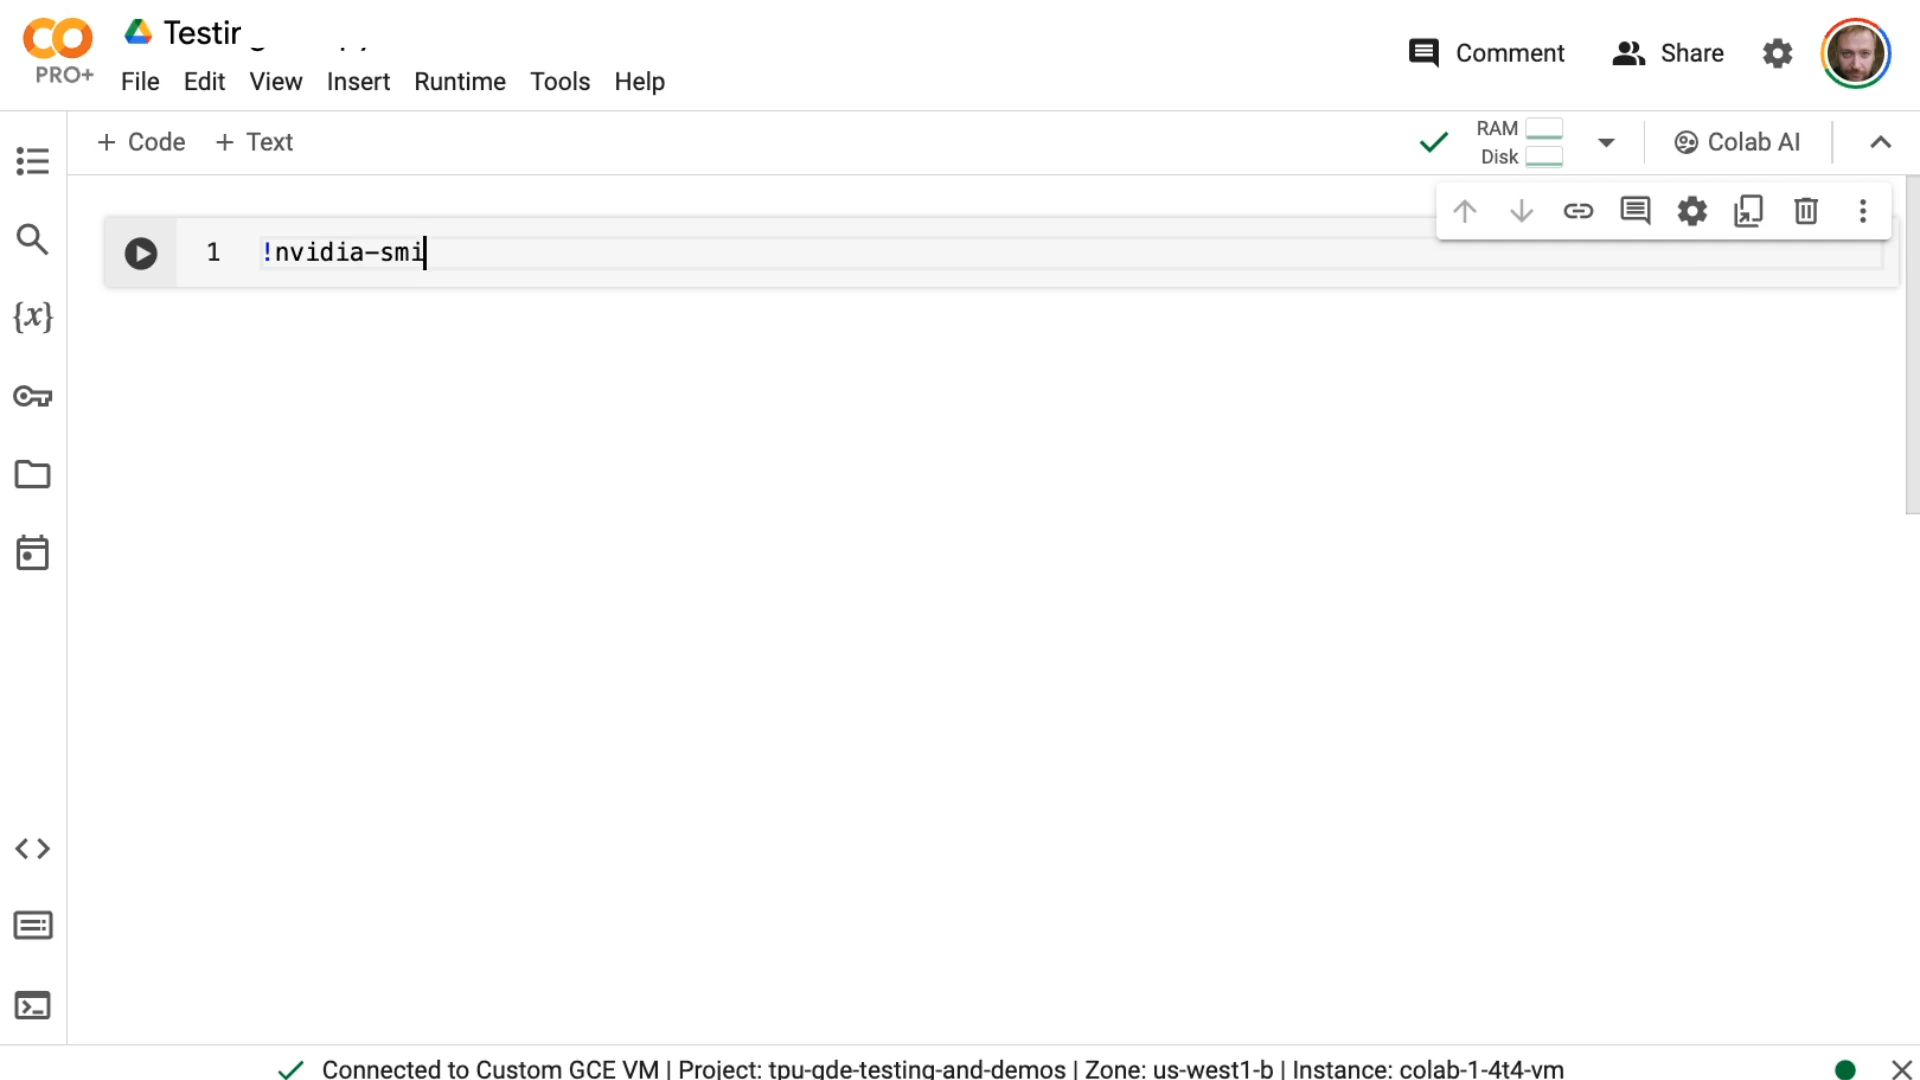 Testin
PRO+
File Edit View Insert Runtime Tools Help
Comment Share
+ Code + Text
RAM
Disk
Colab AI
1 !nvidia-smi
{x}
Connected to Custom GCE VM | Project: tpu-gde-testing-and-demos | Zone: us-west1-b | Instance: colab-1-4t4-vm